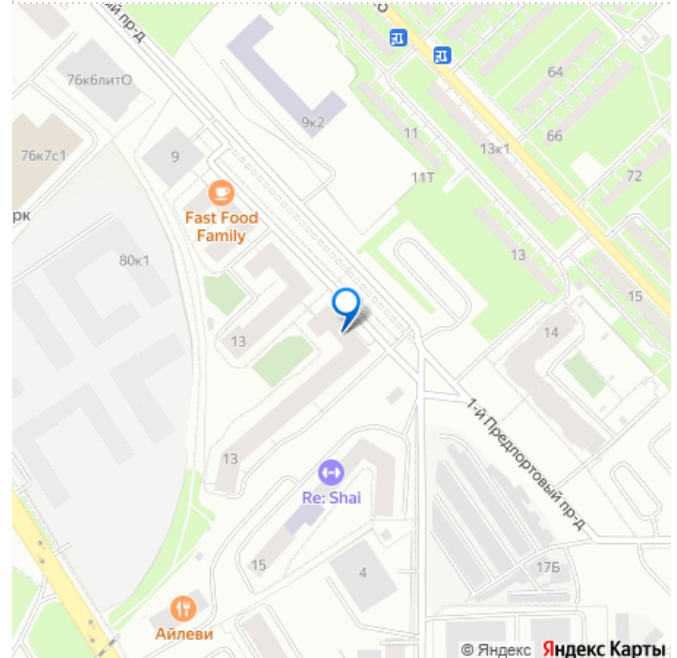 ый пр-д
О
76к6литО
9к2
64
11
66
13к1
76к7с1
9
72
11Т
рк
Fast Food
Family
80к1
13
15
13
14
13
1-й Предпортовый пр-д
Re: Shai
15
4
17Б
Айлеви
© Яндекс Яндекс Карты